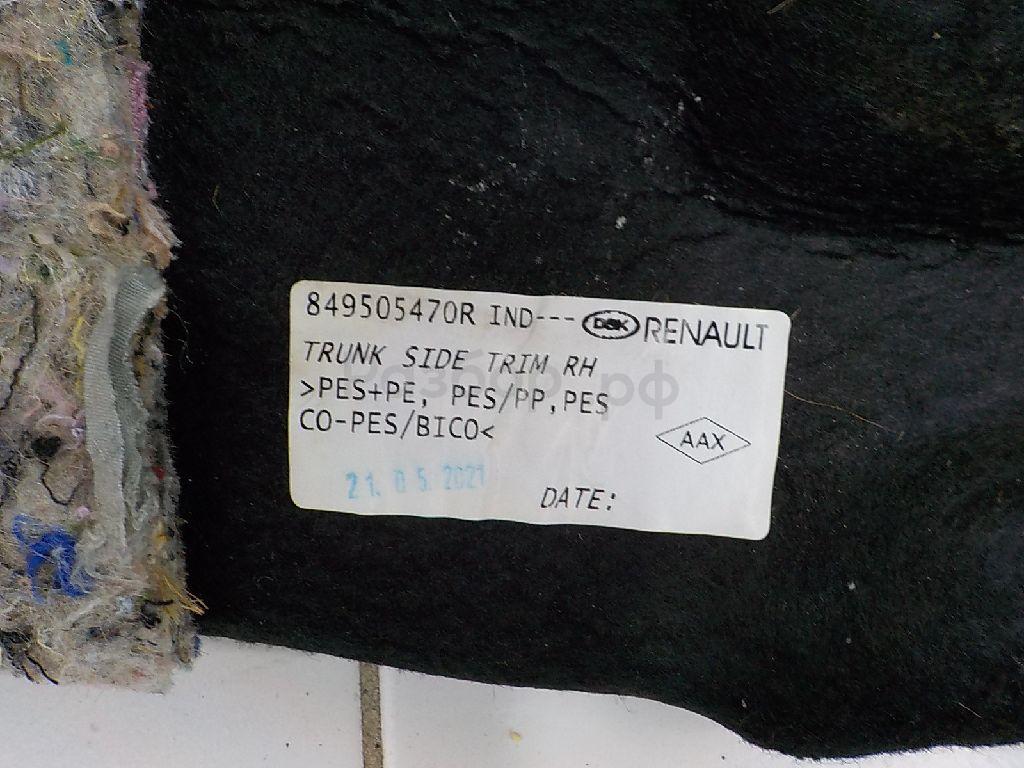 849505470R IND--- RENAULT
TRUNK SIDE TRIM RH
>PES+PE, PES/PP,PES
CO-PES/BICO<
AAX
21.05.2021
DATE: